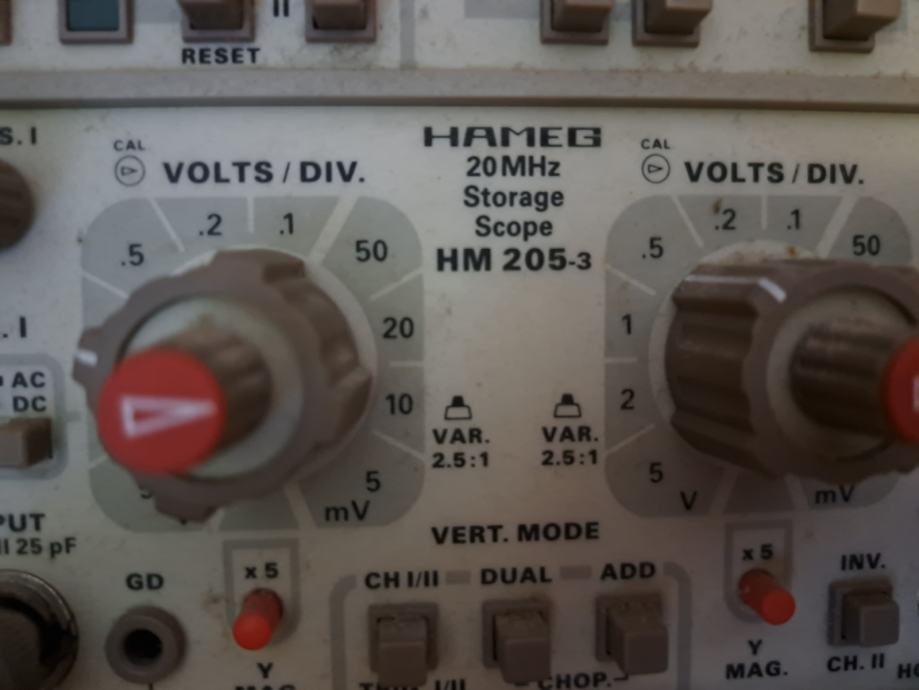 II
RESET
S. I
HAMEG
20 MHz
Storage
Scope
HM 205-3
CAL
VOLTS / DIV.
.5
.2
.1
50
20
10
5
mV
CAL
VOLTS / DIV.
.5
.2
.1
50
1
2
5
V
mV
. I
AC
DC
VAR.
2.5:1
VAR.
2.5:1
25 pF
GD
x 5
Y
VERT. MODE
CH I/II
DUAL
ADD
I/II
CHOP.
x 5
Y
MAG.
INV.
CH. II